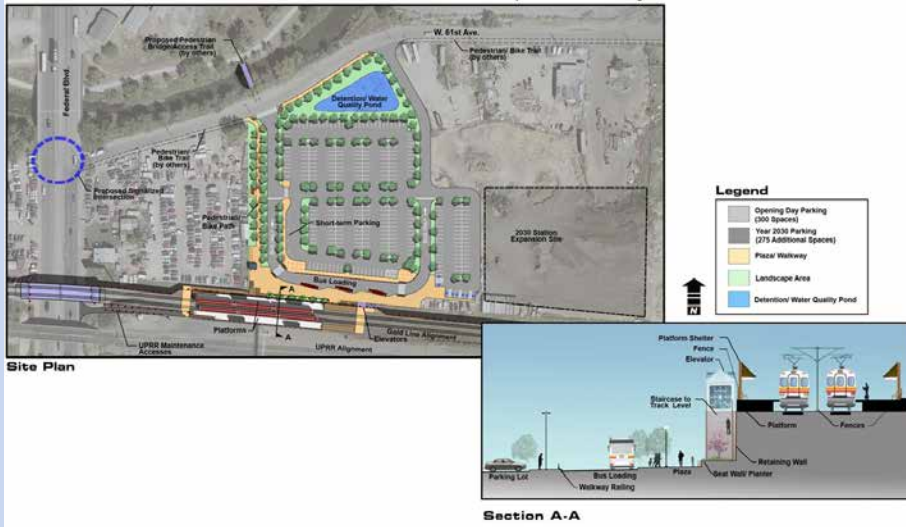 W. 61st Ave.
Proposed Pedestrian
Bridge/Access Trail
(by others)
Pedestrian/ Bike Trail
(by others)
Federal Blvd.
Detention/ Water
Quality Pond
Pedestrian/
Bike Trail
(by others)
Proposed Signalized
Intersection
Pedestrian/
Bike Path
Short-term Parking
2030 Station
Expansion Site
Bus Loading
A
A
Platforms
Elevators
Gold Line Alignment
UPRR Alignment
UPRR Maintenance
Accesses
Site Plan
Legend
Opening Day Parking
(300 Spaces)
Year 2030 Parking
(275 Additional Spaces)
Plaza/ Walkway
Landscape Area
Detention/ Water Quality Pond
N
Platform Shelter
Fence
Elevator
Staircase to
Track Level
Platform
Fences
Retaining Wall
Seat Wall/ Planter
Plaza
Bus Loading
Walkway Railing
Parking Lot
Section A-A